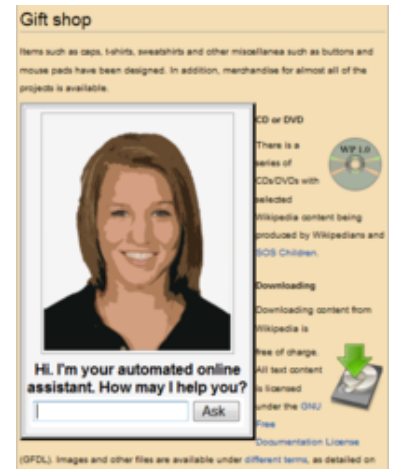 Gift shop
Items such as caps, t-shirts, sweatshirts and other miscellanea such as buttons and
mouse pads have been designed. In addition, merchandise for almost all of the
projects is available.
CD or DVD
There is a
series of
CDs/DVDs with
selected
Wikipedia content being
produced by Wikipedians and
SOS Children.
WP 1.0
Downloading
Downloading content from
Wikipedia is
free of charge.
All text content
is licensed
under the GNU
Free
Documentation License
Hi. I'm your automated online
assistant. How may I help you?
Ask
(GFDL). Images and other files are available under different terms, as detailed on